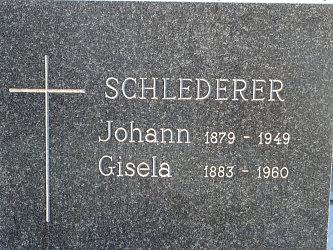 SCHLEDERER
Johann 1879 - 1949
Gisela 1883 - 1960